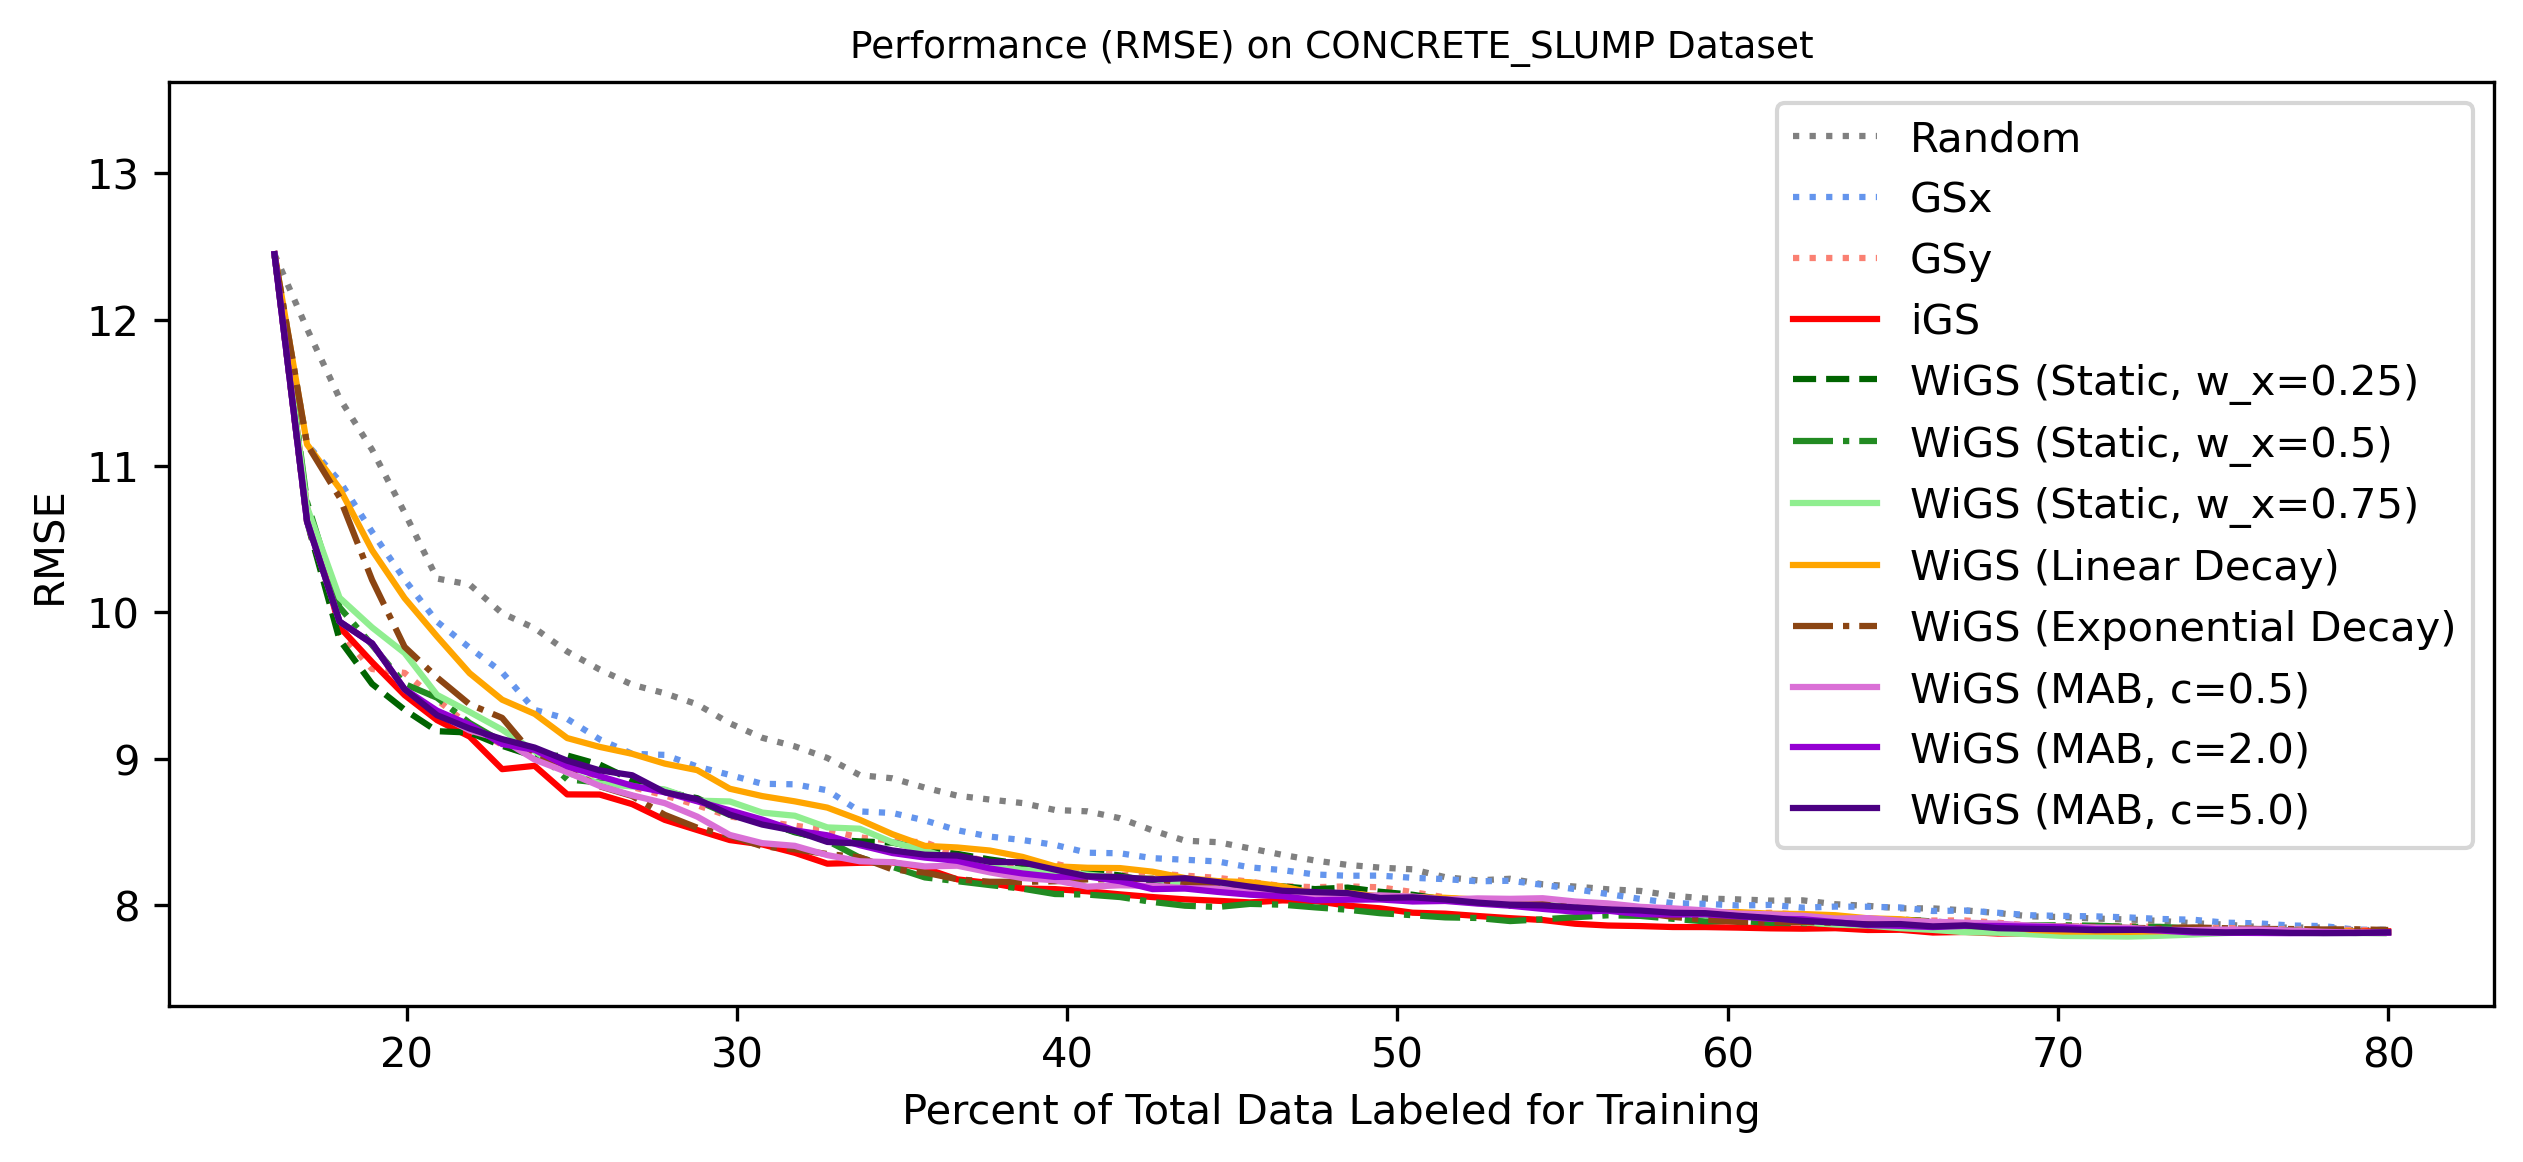 Performance (RMSE) on CONCRETE_SLUMP Dataset
RMSE
13
12
11
10
9
8
20 30 40 50 60 70 80
Percent of Total Data Labeled for Training
Random
GSx
GSy
iGS
WiGS (Static, w_x=0.25)
WiGS (Static, w_x=0.5)
WiGS (Static, w_x=0.75)
WiGS (Linear Decay)
WiGS (Exponential Decay)
WiGS (MAB, c=0.5)
WiGS (MAB, c=2.0)
WiGS (MAB, c=5.0)